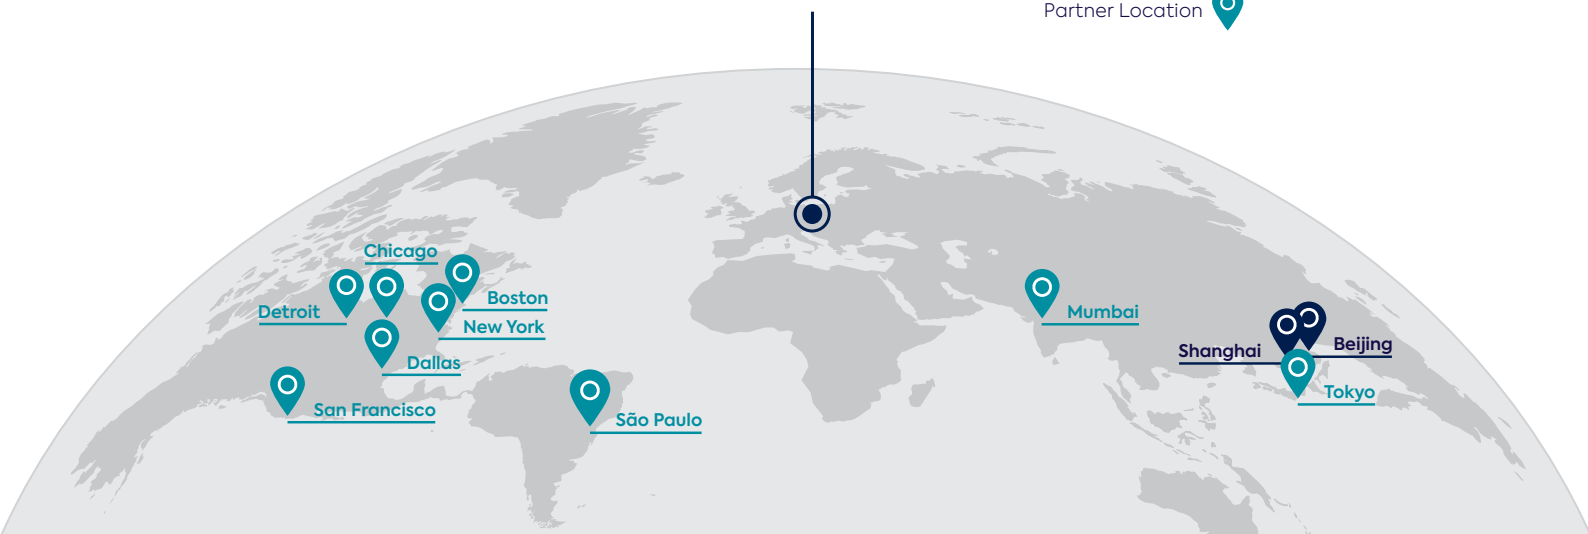 Partner Location
Chicago
Detroit
Boston
New York
Dallas
San Francisco
São Paulo
Mumbai
Shanghai
Beijing
Tokyo